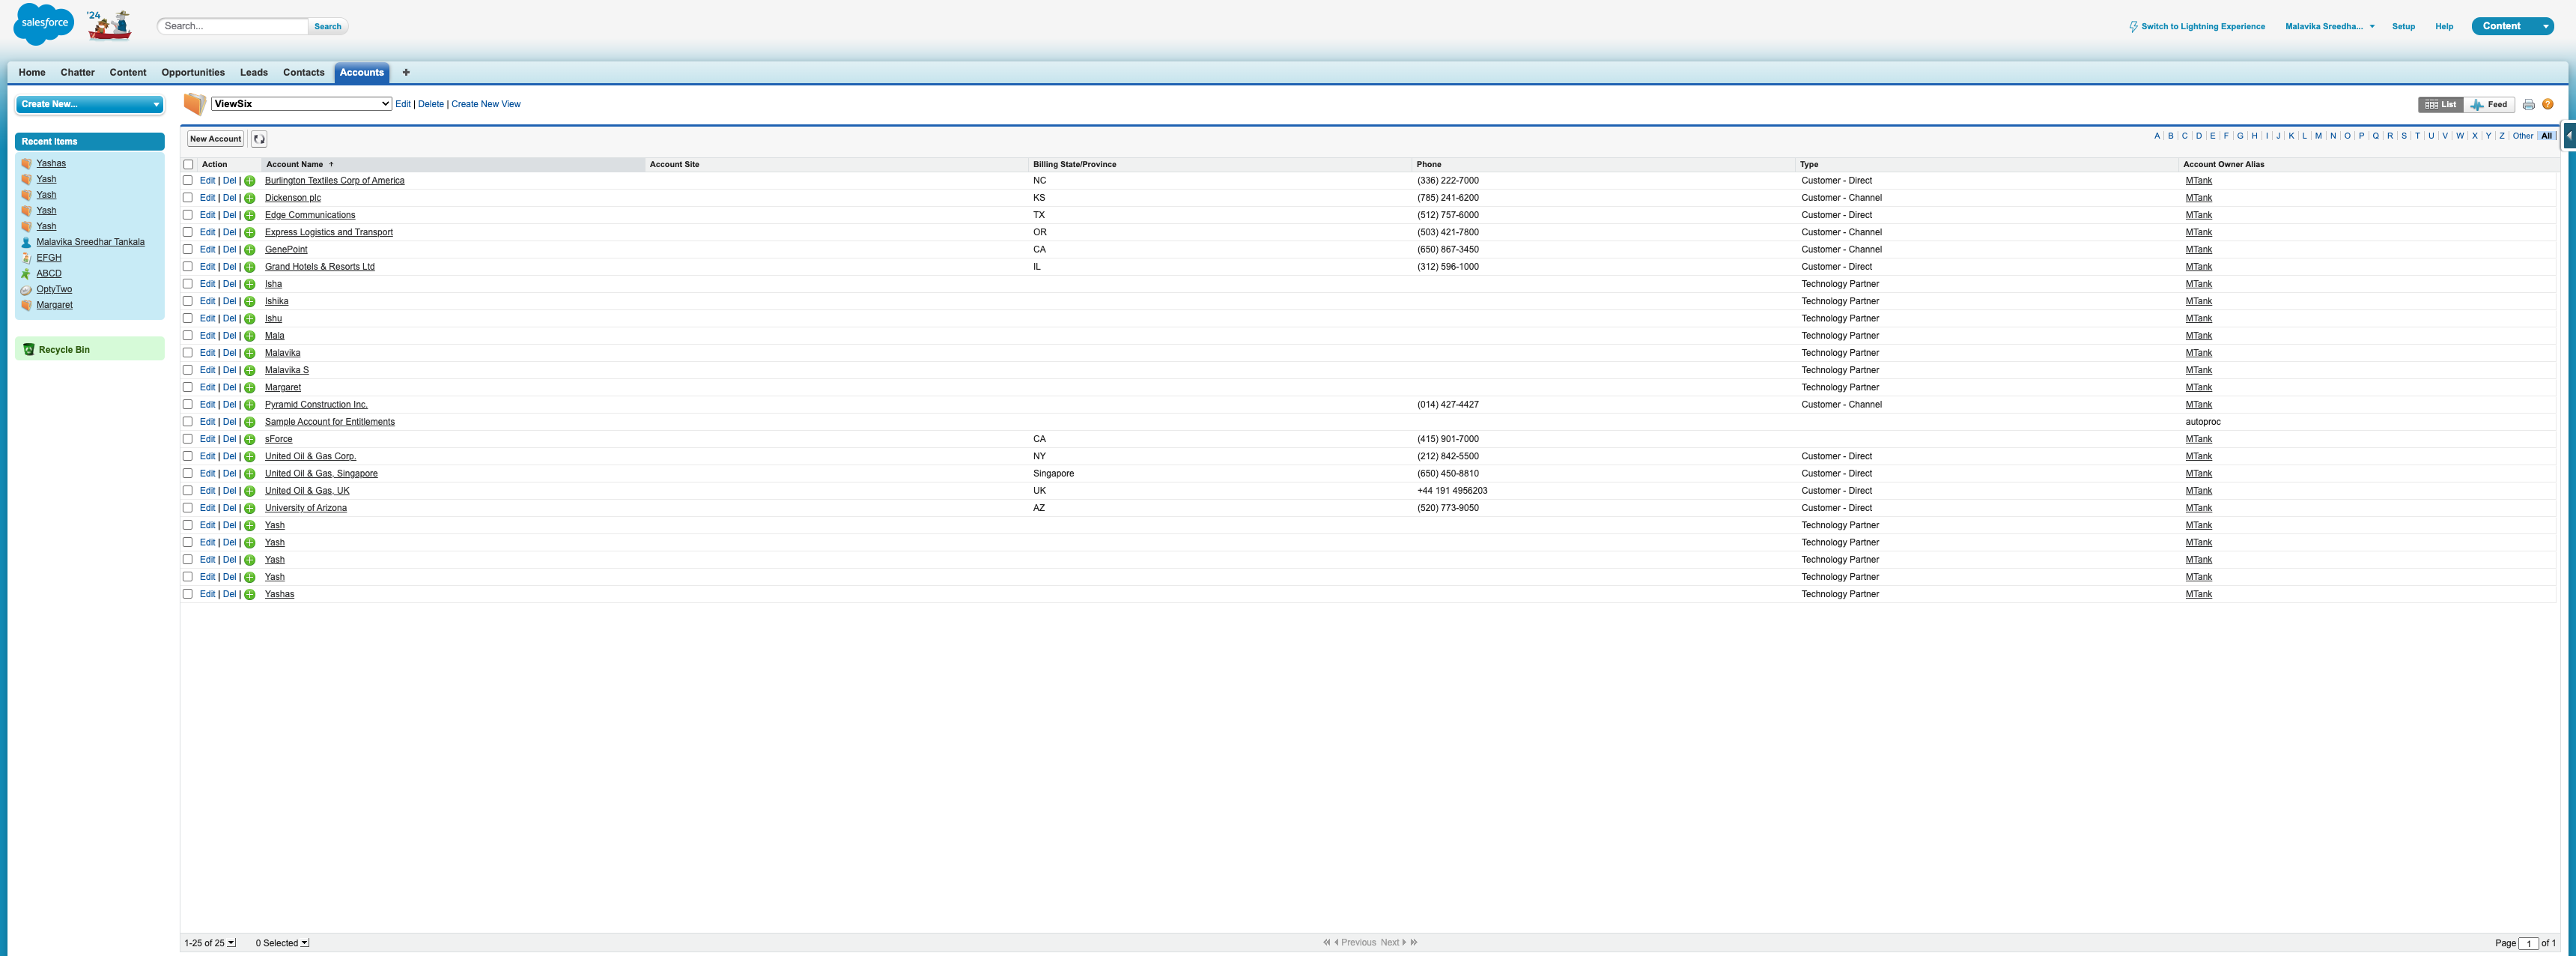 salesforce '24 Search... Search Switch to Lightning Experience Malavika Sreedha... Setup Help Content
Home Chatter Content Opportunities Leads Contacts Accounts +
Create New...
ViewSix Edit | Delete | Create New View List Feed ?
Recent Items
Yashas
Yash
Yash
Yash
Yash
Malavika Sreedhar Tankala
EFGH
ABCD
OptyTwo
Margaret
Recycle Bin
New Account A | B | C | D | E | F | G | H | I | J | K | L | M | N | O | P | Q | R | S | T | U | V | W | X | Y | Z | Other All
Action Account Name ↑ Account Site Billing State/Province Phone Type Account Owner Alias
Edit | Del | Burlington Textiles Corp of America NC (336) 222-7000 Customer - Direct MTank
Edit | Del | Dickenson plc KS (785) 241-6200 Customer - Channel MTank
Edit | Del | Edge Communications TX (512) 757-6000 Customer - Direct MTank
Edit | Del | Express Logistics and Transport OR (503) 421-7800 Customer - Channel MTank
Edit | Del | GenePoint CA (650) 867-3450 Customer - Channel MTank
Edit | Del | Grand Hotels & Resorts Ltd IL (312) 596-1000 Customer - Direct MTank
Edit | Del | Isha Technology Partner MTank
Edit | Del | Ishika Technology Partner MTank
Edit | Del | Ishu Technology Partner MTank
Edit | Del | Mala Technology Partner MTank
Edit | Del | Malavika Technology Partner MTank
Edit | Del | Malavika S Technology Partner MTank
Edit | Del | Margaret Technology Partner MTank
Edit | Del | Pyramid Construction Inc. (014) 427-4427 Customer - Channel MTank
Edit | Del | Sample Account for Entitlements autoproc
Edit | Del | sForce CA (415) 901-7000 MTank
Edit | Del | United Oil & Gas Corp. NY (212) 842-5500 Customer - Direct MTank
Edit | Del | United Oil & Gas, Singapore Singapore (650) 450-8810 Customer - Direct MTank
Edit | Del | United Oil & Gas, UK UK +44 191 4956203 Customer - Direct MTank
Edit | Del | University of Arizona AZ (520) 773-9050 Customer - Direct MTank
Edit | Del | Yash Technology Partner MTank
Edit | Del | Yash Technology Partner MTank
Edit | Del | Yash Technology Partner MTank
Edit | Del | Yash Technology Partner MTank
Edit | Del | Yashas Technology Partner MTank
1-25 of 25 0 Selected Previous Next Page 1 of 1